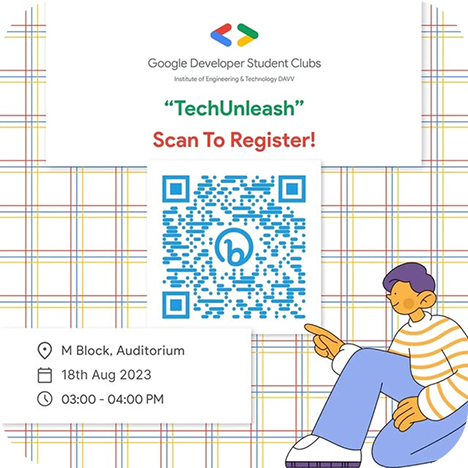 Google Developer Student Clubs
Institute of Engineering & Technology DAVV
“TechUnleash”
Scan To Register!
b
M Block, Auditorium
18th Aug 2023
03:00 - 04:00 PM